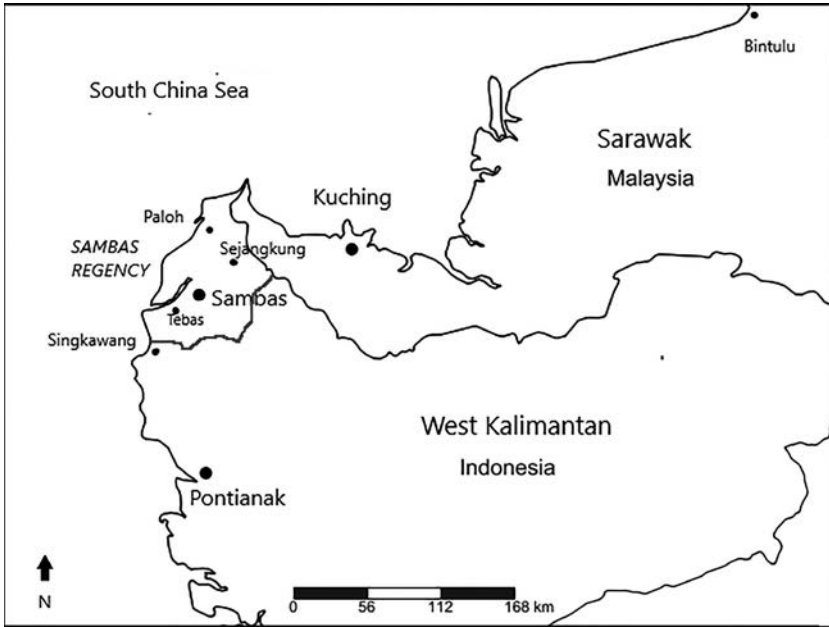 Bintulu
South China Sea
Sarawak
Malaysia
Kuching
Paloh
SAMBAS
REGENCY
Sejangkung
Sambas
Tebas
Singkawang
West Kalimantan
Indonesia
Pontianak
N
0 56 112 168 km